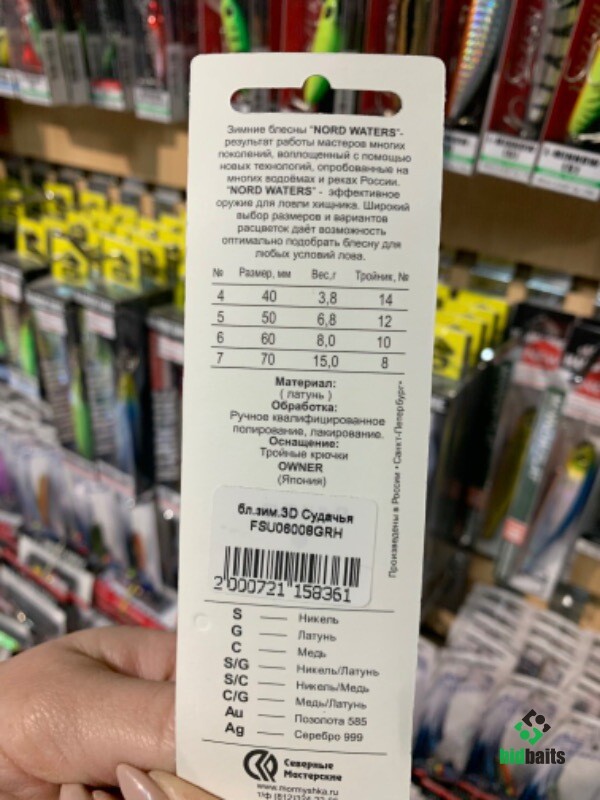 Зимние блесны "NORD WATERS"-
результат работы мастеров многих
поколений, воплощенный с помощью
новых технологий, опробованные на
многих водоёмах и реках России.
"NORD WATERS" - эффективное
оружие для ловли хищника. Широкий
выбор размеров и вариантов
расцветок даёт возможность
оптимально подобрать блесну для
любых условий лова.
№ Размер, мм Вес,г Тройник, №
4 40 3,8 14
5 50 6,8 12
6 60 8,0 10
7 70 15,0 8
Материал:
( латунь )
Обработка:
Ручное квалифицированное
полирование, лакирование.
Оснащение:
Тройные крючки
OWNER
(Япония)
Произведены в России •Санкт-Петербург•
бл.зим.3D Судачья
FSU06008GRH
2 000721 158361
S — Никель
G — Латунь
C — Медь
S/G — Никель/Латунь
S/C — Никель/Медь
C/G — Медь/Латунь
Au — Позолота 585
Ag — Серебро 999
Северные
Мастерские
www.mormyshka.ru
bidbaits